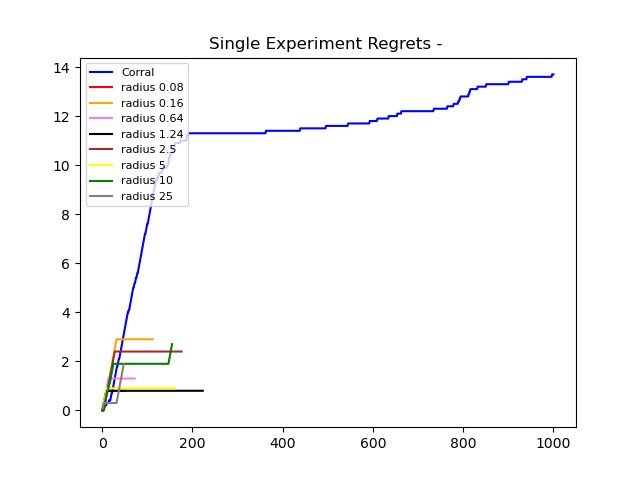 Single Experiment Regrets -
14
12
10
8
6
4
2
0
Corral
radius 0.08
radius 0.16
radius 0.64
radius 1.24
radius 2.5
radius 5
radius 10
radius 25
0 200 400 600 800 1000